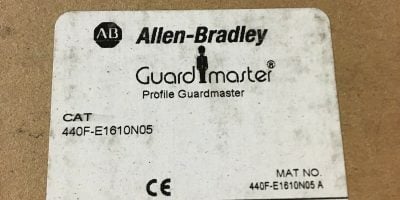 AB Allen-Bradley
Guardmaster®
Profile Guardmaster
CAT
440F-E1610N05
MAT NO.
CE 440F-E1610N05 A